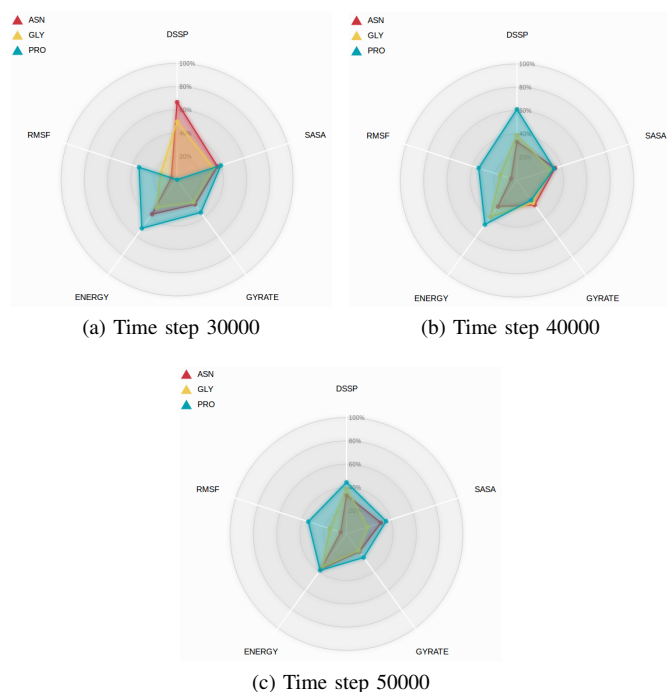 ASN
GLY
PRO
DSSP
100%
80%
60%
40%
20%
RMSF
SASA
ENERGY
GYRATE
(a) Time step 30000
ASN
GLY
PRO
DSSP
100%
80%
60%
40%
RMSF
SASA
ENERGY
GYRATE
(b) Time step 40000
ASN
GLY
PRO
DSSP
100%
80%
60%
40%
RMSF
SASA
ENERGY
GYRATE
(c) Time step 50000